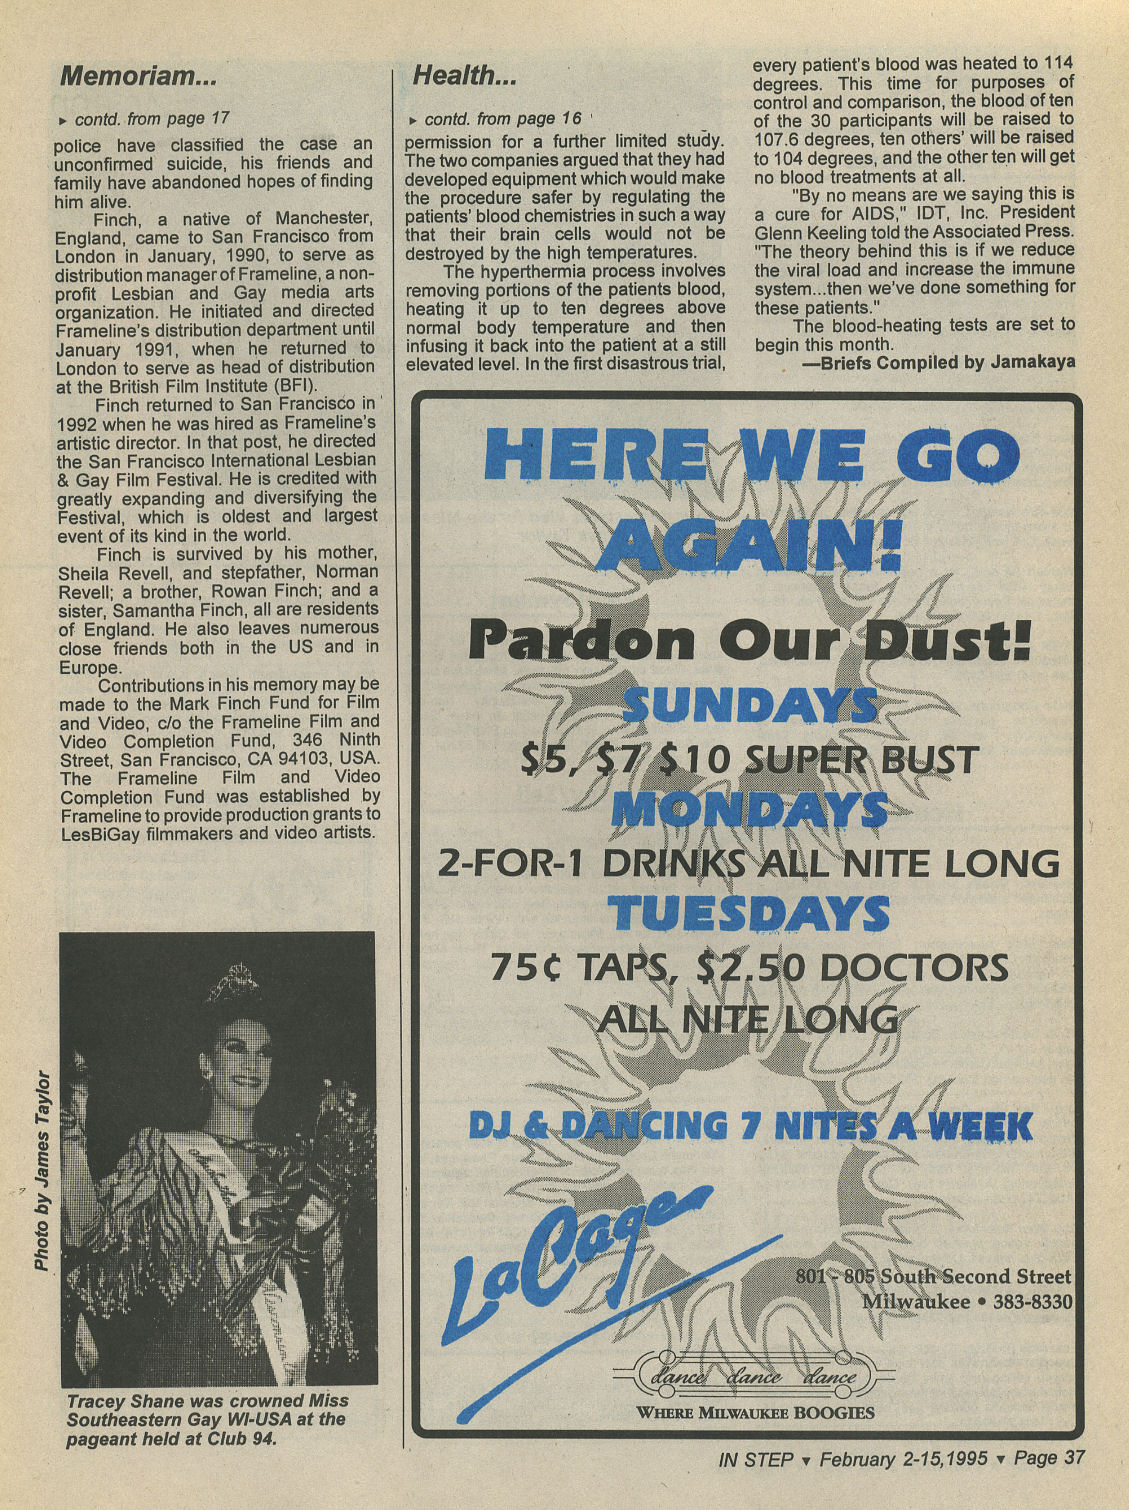 Memoriam...
▸ contd. from page 17
police have classified the case an
unconfirmed suicide, his friends and
family have abandoned hopes of finding
him alive.
Finch, a native of Manchester,
England, came to San Francisco from
London in January, 1990, to serve as
distribution manager of Frameline, a non-
profit Lesbian and Gay media arts
organization. He initiated and directed
Frameline's distribution department until
January 1991, when he returned to
London to serve as head of distribution
at the British Film Institute (BFI).
Finch returned to San Francisco in
1992 when he was hired as Frameline's
artistic director. In that post, he directed
the San Francisco International Lesbian
& Gay Film Festival. He is credited with
greatly expanding and diversifying the
Festival, which is oldest and largest
event of its kind in the world.
Finch is survived by his mother,
Sheila Revell, and stepfather, Norman
Revell; a brother, Rowan Finch; and a
sister, Samantha Finch, all are residents
of England. He also leaves numerous
close friends both in the US and in
Europe.
Contributions in his memory may be
made to the Mark Finch Fund for Film
and Video, c/o the Frameline Film and
Video Completion Fund, 346 Ninth
Street, San Francisco, CA 94103, USA.
The Frameline Film and Video
Completion Fund was established by
Frameline to provide production grants to
LesBiGay filmmakers and video artists.
Photo by James Taylor
Tracey Shane was crowned Miss
Southeastern Gay WI-USA at the
pageant held at Club 94.
Health...
▸ contd. from page 16
permission for a further limited study.
The two companies argued that they had
developed equipment which would make
the procedure safer by regulating the
patients' blood chemistries in such a way
that their brain cells would not be
destroyed by the high temperatures.
The hyperthermia process involves
removing portions of the patients blood,
heating it up to ten degrees above
normal body temperature and then
infusing it back into the patient at a still
elevated level. In the first disastrous trial,
every patient's blood was heated to 114
degrees. This time for purposes of
control and comparison, the blood of ten
of the 30 participants will be raised to
107.6 degrees, ten others' will be raised
to 104 degrees, and the other ten will get
no blood treatments at all.
"By no means are we saying this is
a cure for AIDS," IDT, Inc. President
Glenn Keeling told the Associated Press.
"The theory behind this is if we reduce
the viral load and increase the immune
system...then we've done something for
these patients."
The blood-heating tests are set to
begin this month.
—Briefs Compiled by Jamakaya
HERE WE GO
AGAIN!
Pardon Our Dust!
SUNDAYS
$5, $7 $10 SUPER BUST
MONDAYS
2-FOR-1 DRINKS ALL NITE LONG
TUESDAYS
75¢ TAPS, $2.50 DOCTORS
ALL NITE LONG
DJ & DANCING 7 NITES A WEEK
La Cage
801 - 805 South Second Street
Milwaukee • 383-8330
dance dance dance
WHERE MILWAUKEE BOOGIES
IN STEP ▾ February 2-15,1995 ▾ Page 37